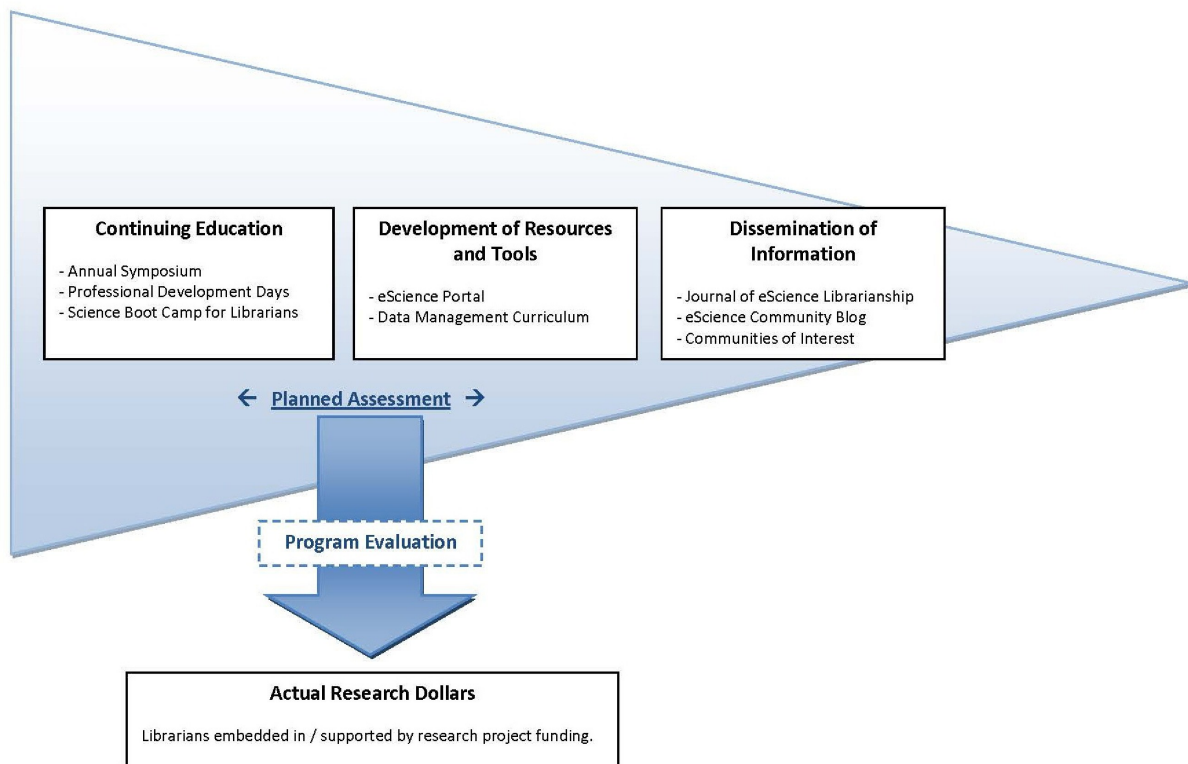 Continuing Education
- Annual Symposium
- Professional Development Days
- Science Boot Camp for Librarians
Development of Resources
and Tools
- eScience Portal
- Data Management Curriculum
Dissemination of
Information
- Journal of eScience Librarianship
- eScience Community Blog
- Communities of Interest
← Planned Assessment →
Program Evaluation
Actual Research Dollars
Librarians embedded in / supported by research project funding.